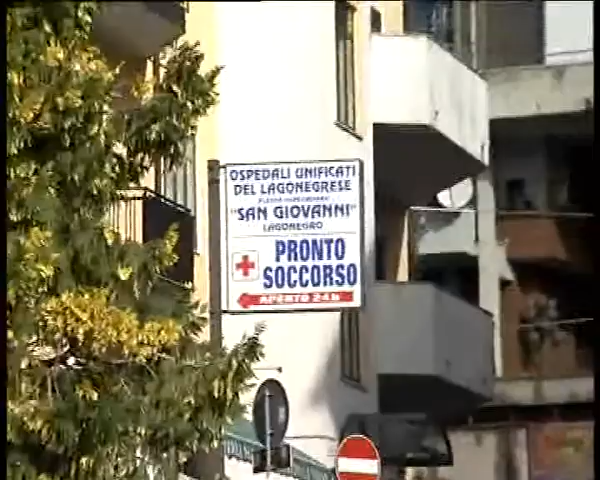 OSPEDALI UNIFICATI
DEL LAGONEGRESE
"SAN GIOVANNI"
LAGONEGRO
PRONTO
SOCCORSO
APERTO 24h